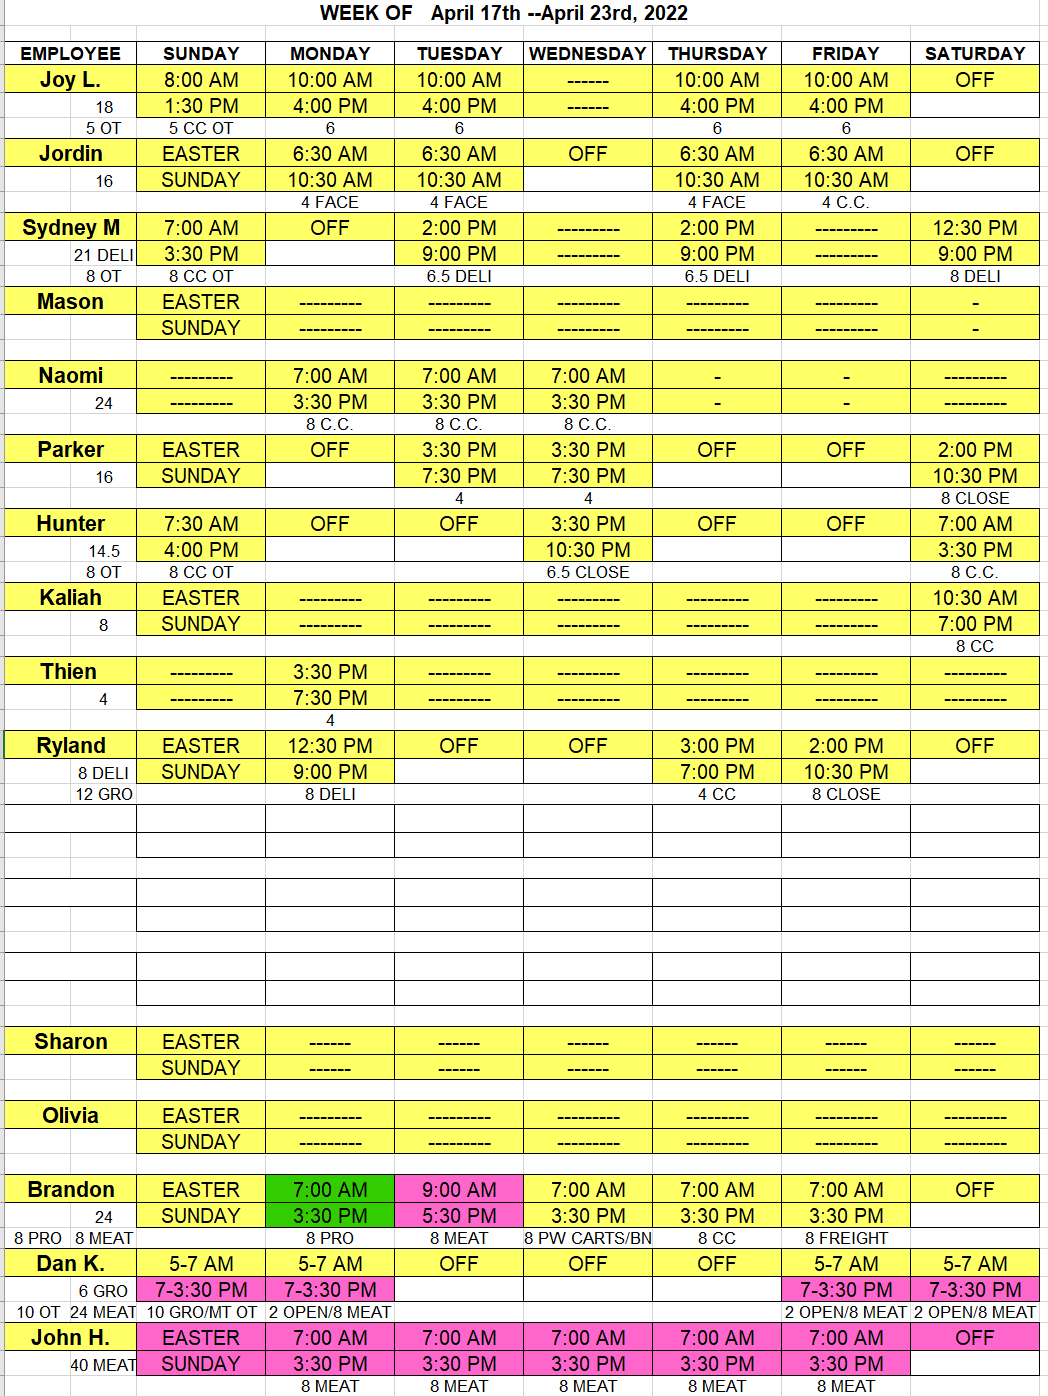 WEEK OF April 17th --April 23rd, 2022
EMPLOYEE SUNDAY MONDAY TUESDAY WEDNESDAY THURSDAY FRIDAY SATURDAY
Joy L. 8:00 AM 10:00 AM 10:00 AM ------ 10:00 AM 10:00 AM OFF
18 1:30 PM 4:00 PM 4:00 PM ------ 4:00 PM 4:00 PM
5 OT 5 CC OT 6 6 6 6
Jordin EASTER 6:30 AM 6:30 AM OFF 6:30 AM 6:30 AM OFF
16 SUNDAY 10:30 AM 10:30 AM 10:30 AM 10:30 AM
4 FACE 4 FACE 4 FACE 4 C.C.
Sydney M 7:00 AM OFF 2:00 PM --------- 2:00 PM --------- 12:30 PM
21 DELI 3:30 PM 9:00 PM --------- 9:00 PM --------- 9:00 PM
8 OT 8 CC OT 6.5 DELI 6.5 DELI 8 DELI
Mason EASTER --------- --------- --------- --------- --------- -
SUNDAY --------- --------- --------- --------- --------- -
Naomi --------- 7:00 AM 7:00 AM 7:00 AM - - ---------
24 --------- 3:30 PM 3:30 PM 3:30 PM - - ---------
8 C.C. 8 C.C. 8 C.C.
Parker EASTER OFF 3:30 PM 3:30 PM OFF OFF 2:00 PM
16 SUNDAY 7:30 PM 7:30 PM 10:30 PM
4 4 8 CLOSE
Hunter 7:30 AM OFF OFF 3:30 PM OFF OFF 7:00 AM
14.5 4:00 PM 10:30 PM 3:30 PM
8 OT 8 CC OT 6.5 CLOSE 8 C.C.
Kaliah EASTER --------- --------- --------- --------- --------- 10:30 AM
8 SUNDAY --------- --------- --------- --------- --------- 7:00 PM
8 CC
Thien --------- 3:30 PM --------- --------- --------- --------- ---------
4 --------- 7:30 PM --------- --------- --------- --------- ---------
4
Ryland EASTER 12:30 PM OFF OFF 3:00 PM 2:00 PM OFF
8 DELI SUNDAY 9:00 PM 7:00 PM 10:30 PM
12 GRO 8 DELI 4 CC 8 CLOSE
Sharon EASTER ------ ------ ------ ------ ------ ------
SUNDAY ------ ------ ------ ------ ------ ------
Olivia EASTER --------- --------- --------- --------- --------- ---------
SUNDAY --------- --------- --------- --------- --------- ---------
Brandon EASTER 7:00 AM 9:00 AM 7:00 AM 7:00 AM 7:00 AM OFF
24 SUNDAY 3:30 PM 5:30 PM 3:30 PM 3:30 PM 3:30 PM
8 PRO 8 MEAT 8 PRO 8 MEAT 8 PW CARTS/BN 8 CC 8 FREIGHT
Dan K. 5-7 AM 5-7 AM OFF OFF OFF 5-7 AM 5-7 AM
6 GRO 7-3:30 PM 7-3:30 PM 7-3:30 PM 7-3:30 PM
10 OT 24 MEAT 10 GRO/MT OT 2 OPEN/8 MEAT 2 OPEN/8 MEAT 2 OPEN/8 MEAT
John H. EASTER 7:00 AM 7:00 AM 7:00 AM 7:00 AM 7:00 AM OFF
40 MEAT SUNDAY 3:30 PM 3:30 PM 3:30 PM 3:30 PM 3:30 PM
8 MEAT 8 MEAT 8 MEAT 8 MEAT 8 MEAT